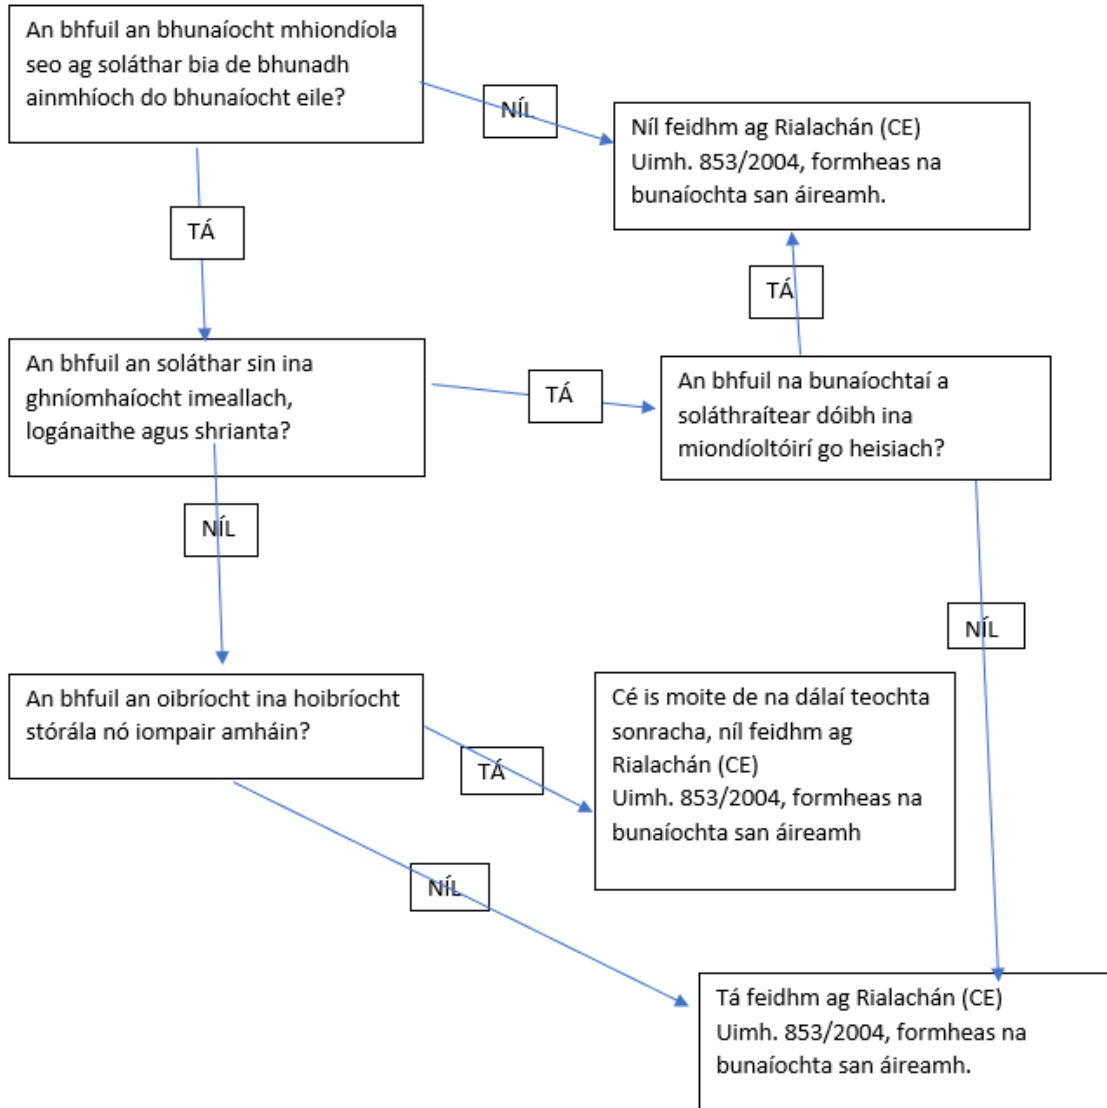 An bhfuil an bhunaíocht mhiondíola
seo ag soláthar bia de bhunadh
ainmhíoch do bhunaíocht eile?
NÍL
Níl feidhm ag Rialachán (CE)
Uimh. 853/2004, formheas na
bunaíochta san áireamh.
TÁ
TÁ
An bhfuil an soláthar sin ina
ghníomhaíocht imeallach,
logánaithe agus shrianta?
TÁ
An bhfuil na bunaíochtaí a
soláthraítear dóibh ina
miondíoltóirí go heisiach?
NÍL
NÍL
An bhfuil an oibríocht ina hoibríocht
stórála nó iompair amháin?
TÁ
Cé is moite de na dálaí teochta
sonracha, níl feidhm ag
Rialachán (CE)
Uimh. 853/2004, formheas na
bunaíochta san áireamh
NÍL
Tá feidhm ag Rialachán (CE)
Uimh. 853/2004, formheas na
bunaíochta san áireamh.